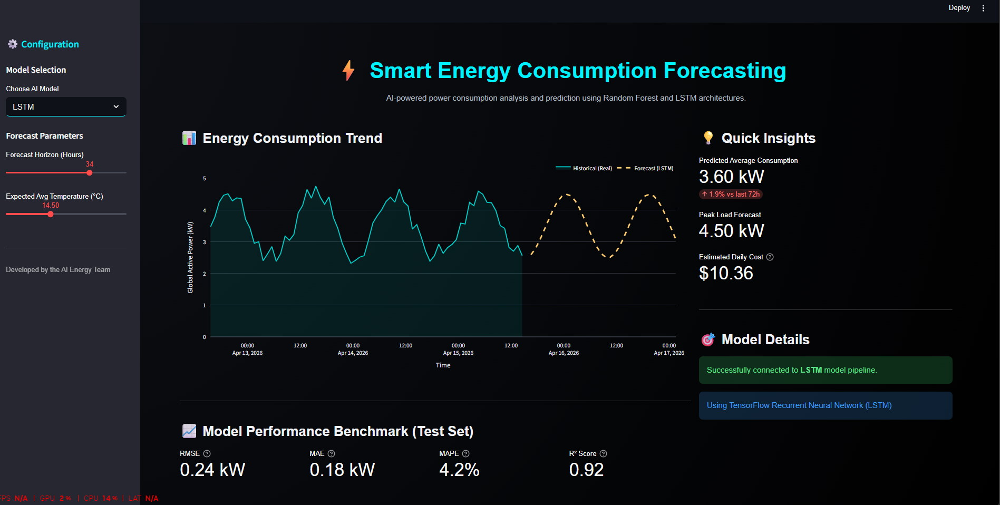 Deploy
Configuration
Model Selection
Choose AI Model
LSTM
Forecast Parameters
Forecast Horizon (Hours)
34
Expected Avg Temperature (°C)
14.50
Developed by the AI Energy Team
Smart Energy Consumption Forecasting
AI-powered power consumption analysis and prediction using Random Forest and LSTM architectures.
Energy Consumption Trend
Historical (Real) Forecast (LSTM)
5
4
3
2
1
0
Global Active Power (kW)
00:00 12:00 00:00 12:00 00:00 12:00 00:00 12:00 00:00
Apr 13, 2026 Apr 14, 2026 Apr 15, 2026 Apr 16, 2026 Apr 17, 2026
Time
Quick Insights
Predicted Average Consumption
3.60 kW
↑ 1.9% vs last 72h
Peak Load Forecast
4.50 kW
Estimated Daily Cost
$10.36
Model Details
Successfully connected to LSTM model pipeline.
Using TensorFlow Recurrent Neural Network (LSTM)
Model Performance Benchmark (Test Set)
RMSE MAE MAPE R² Score
0.24 kW 0.18 kW 4.2% 0.92
FPS N/A | GPU 2 % | CPU 14 % | LAT N/A